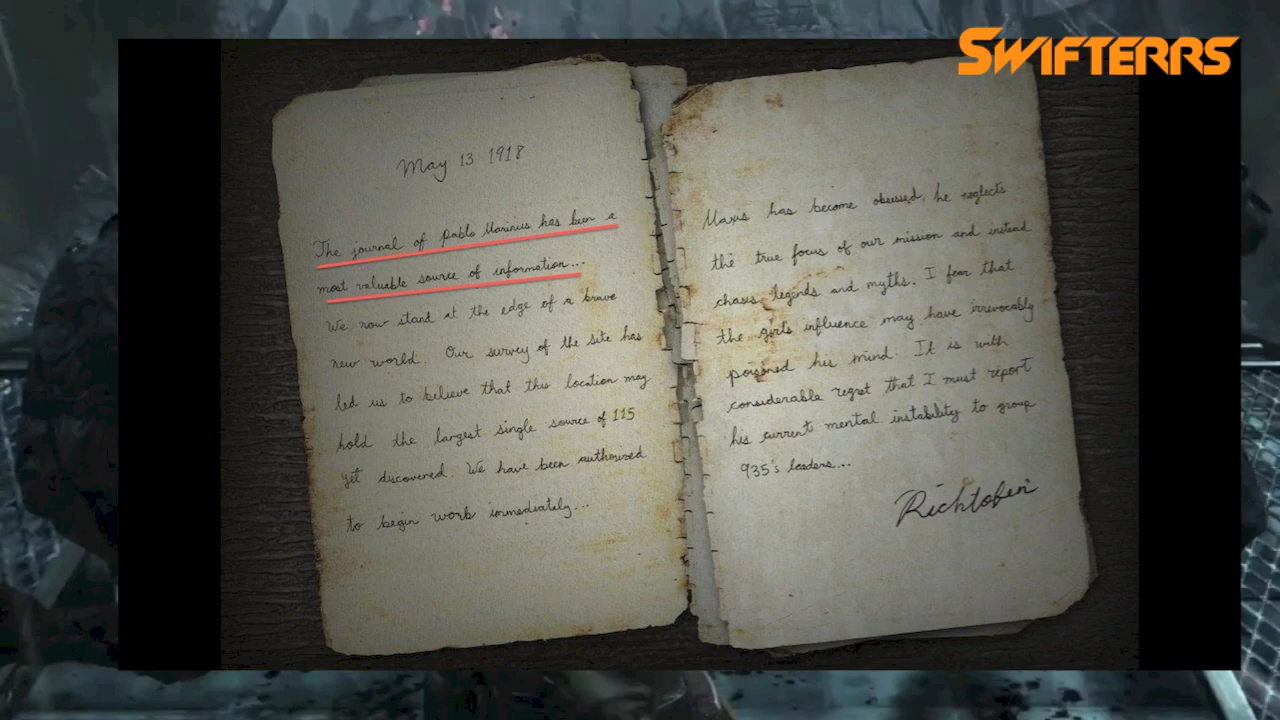 SWIFTERRS
May 13 1918
The journal of Pablo Marinus has been a
most valuable source of information...
We now stand at the edge of a brave
new world. Our survey of the site has
led us to believe that this location may
hold the largest single source of 115
yet discovered. We have been authorized
to begin work immediately...
Maxis has become obsessed, he neglects
the true focus of our mission and instead
chases legends and myths. I fear that
the girls influence may have irrevocably
poisoned his mind. It is with
considerable regret that I must report
his current mental instability to group
935's leaders...
Richtofen